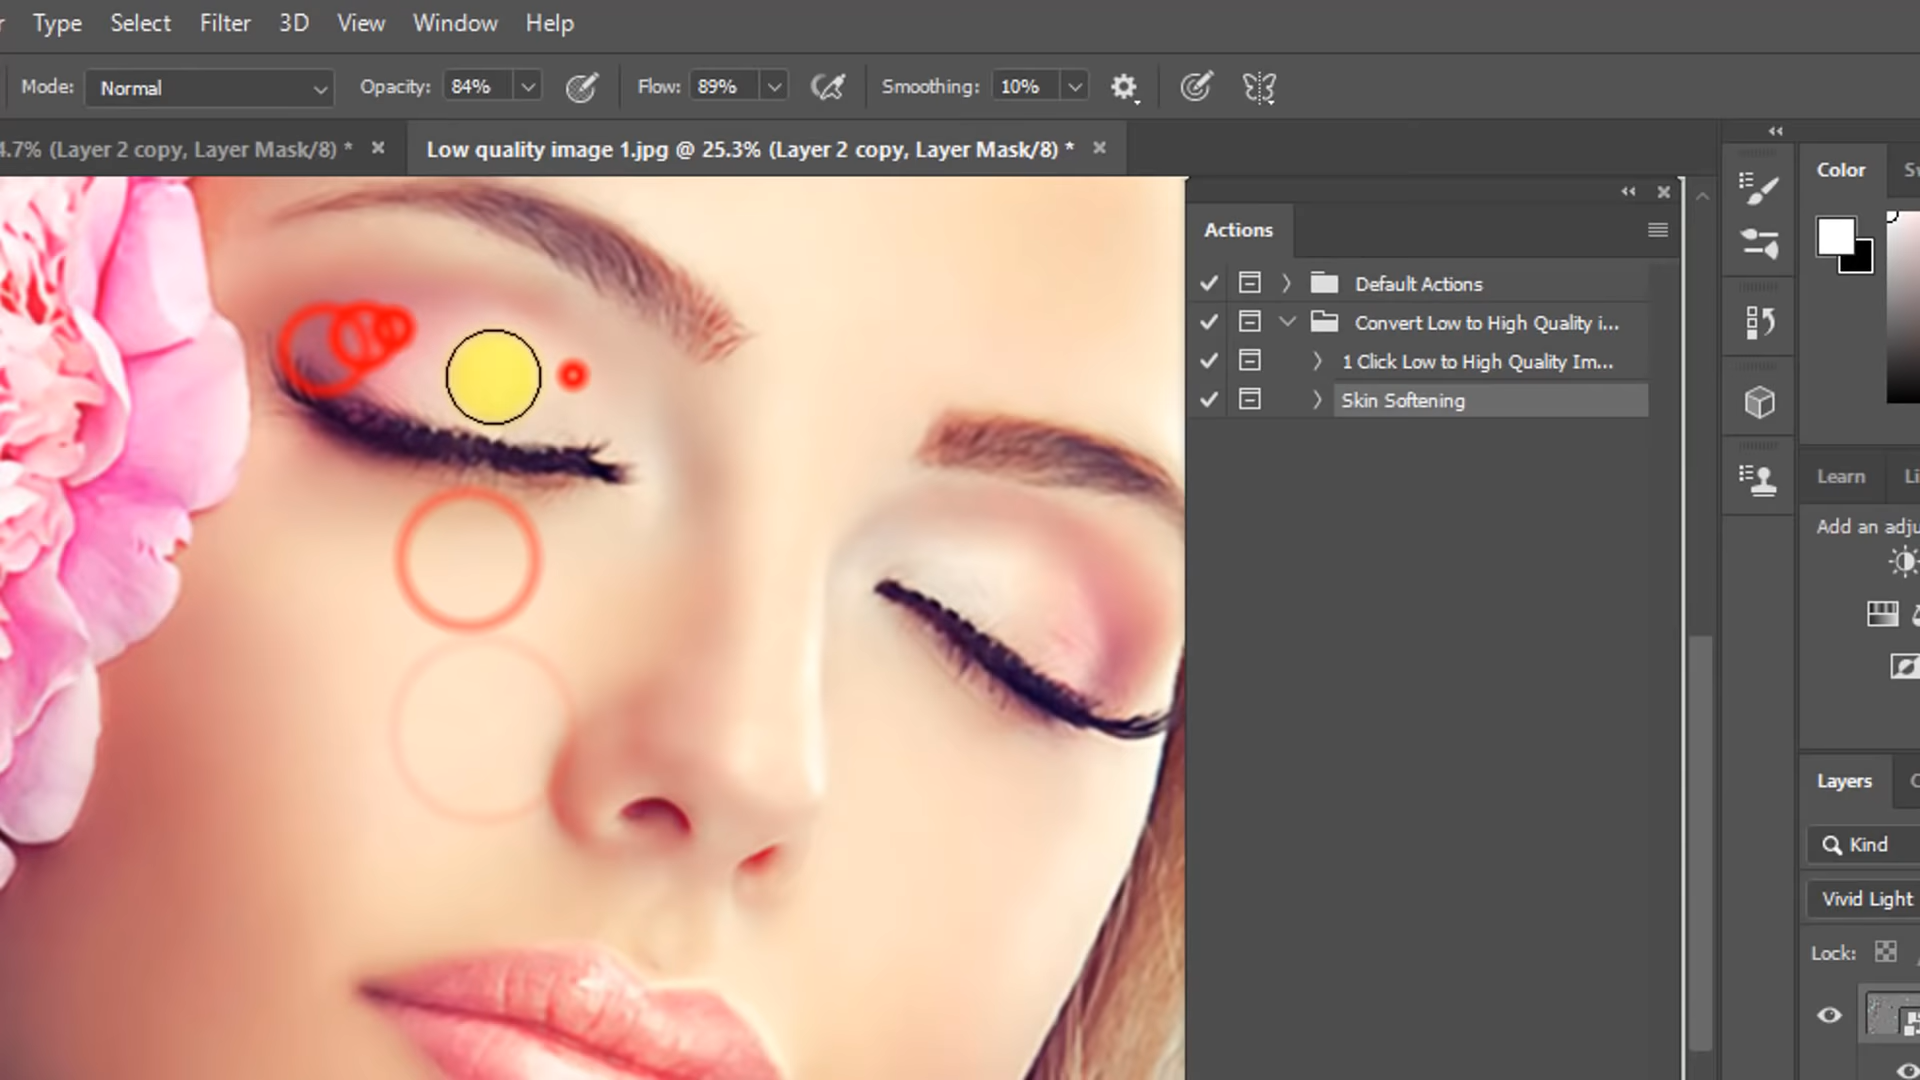 Type Select Filter 3D View Window Help
Mode: Normal Opacity: 84% Flow: 89% Smoothing: 10%
4.7% (Layer 2 copy, Layer Mask/8) * Low quality image 1.jpg @ 25.3% (Layer 2 copy, Layer Mask/8) *
Actions
Default Actions
Convert Low to High Quality i...
1 Click Low to High Quality Im...
Skin Softening
Color
Learn
Add an adju
Layers
Kind
Vivid Light
Lock: